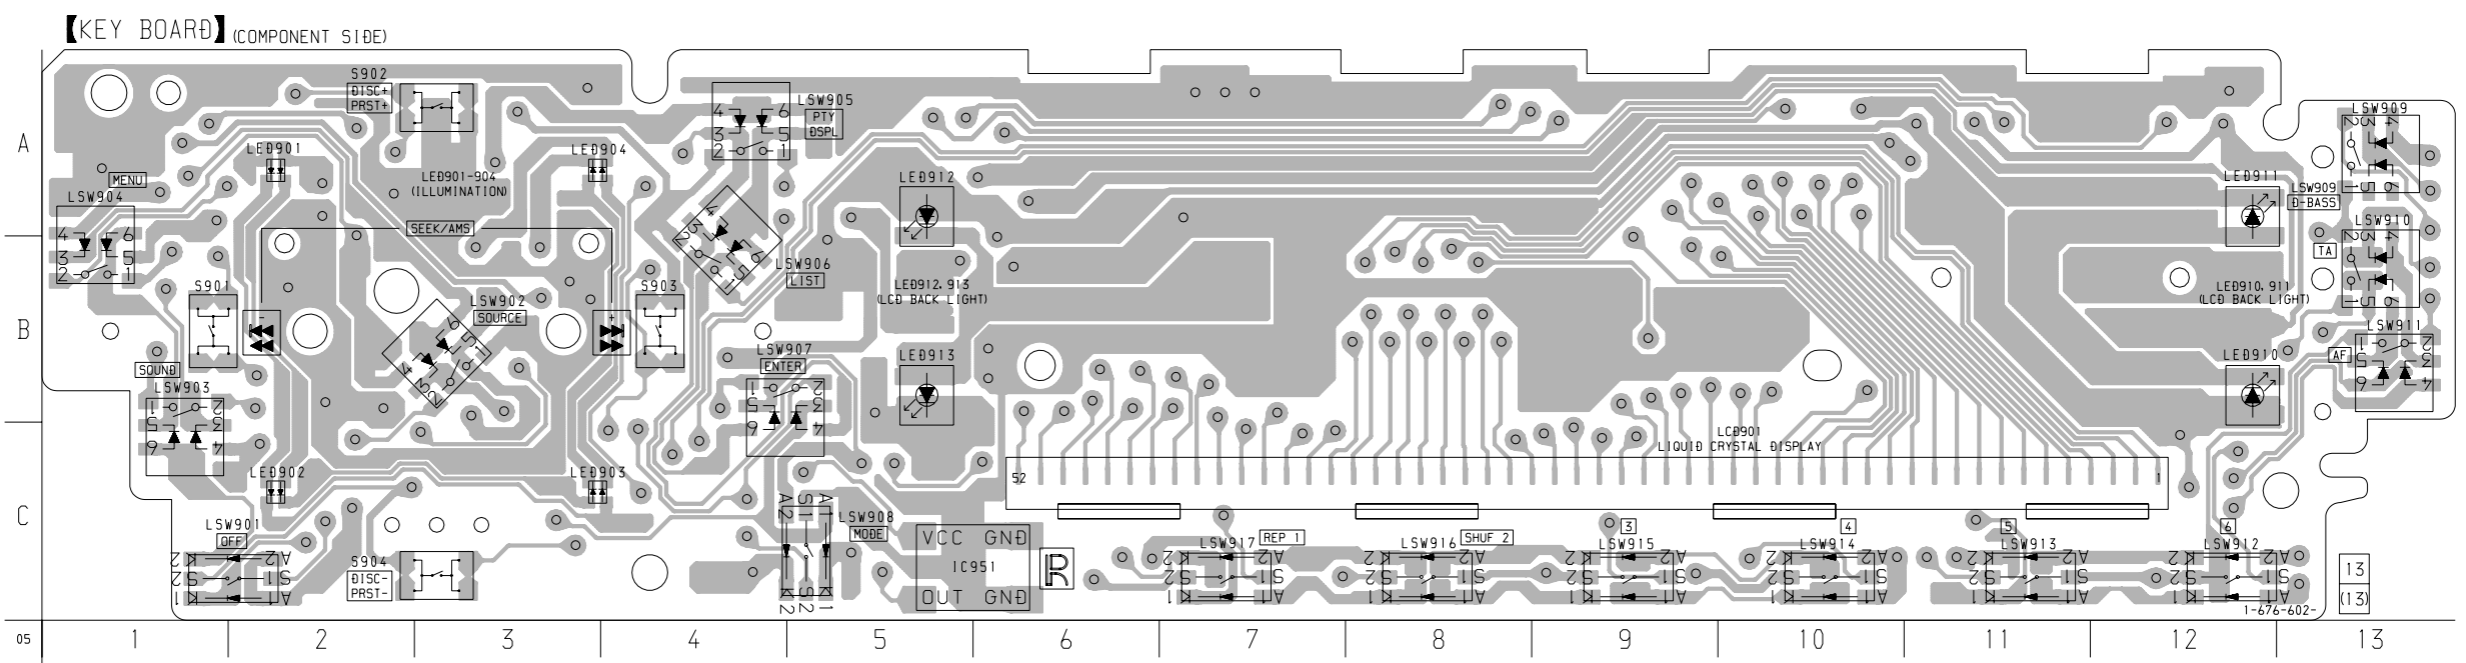 【KEY BOARD】 (COMPONENT SIDE)
A
B
C
05
1 2 3 4 5 6 7 8 9 10 11 12 13
S902
DISC+
PRST+
LSW905
PTY
DSPL
LSW909
LED901
LED904
LED901-904
(ILLUMINATION)
LED912
LED911
LSW909
D-BASS
MENU
LSW904
SEEK/AMS
LSW910
TA
LSW906
LIST
S901
S903
LSW902
SOURCE
LED912, 913
(LCD BACK LIGHT)
LED910, 911
(LCD BACK LIGHT)
LSW911
AF
LSW907
ENTER
LED913
LED910
SOUND
LSW903
LCD901
LIQUID CRYSTAL DISPLAY
52
1
LED902
LED903
LSW901
OFF
S904
DISC-
PRST-
LSW908
MODE
VCC GND
IC951
OUT GND
LSW917
REP 1
LSW916
SHUF 2
3
LSW915
4
LSW914
5
LSW913
6
LSW912
13
(13)
1-676-602-